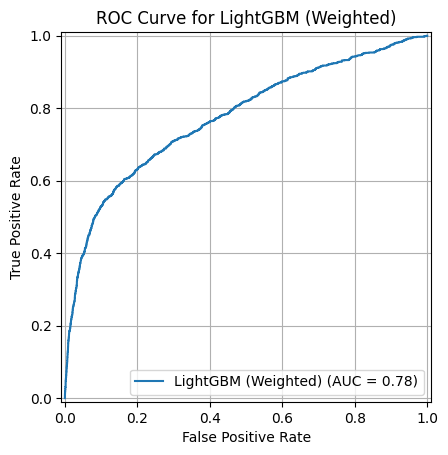 ROC Curve for LightGBM (Weighted)
1.0
0.8
0.6
0.4
0.2
0.0
True Positive Rate
LightGBM (Weighted) (AUC = 0.78)
0.0 0.2 0.4 0.6 0.8 1.0
False Positive Rate